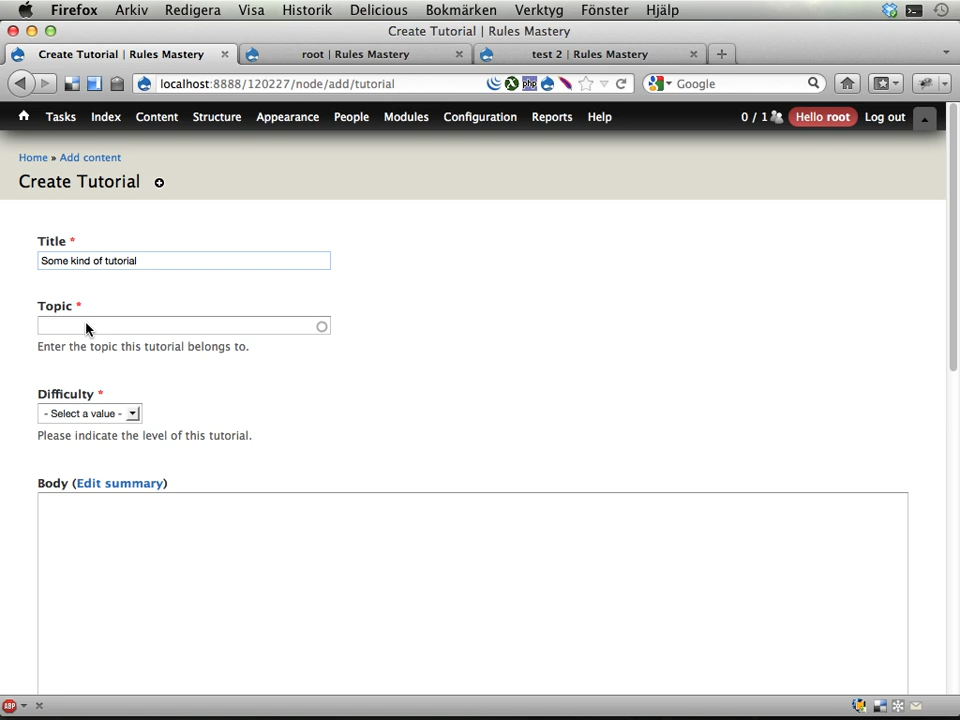 Firefox Arkiv Redigera Visa Historik Delicious Bokmärken Verktyg Fönster Hjälp
Create Tutorial | Rules Mastery
Create Tutorial | Rules Mastery root | Rules Mastery test 2 | Rules Mastery
localhost:8888/120227/node/add/tutorial php Google
Tasks Index Content Structure Appearance People Modules Configuration Reports Help 0 / 1 Hello root Log out
Home » Add content
Create Tutorial
Title *
Some kind of tutorial
Topic *
Enter the topic this tutorial belongs to.
Difficulty *
- Select a value -
Please indicate the level of this tutorial.
Body (Edit summary)
ABP